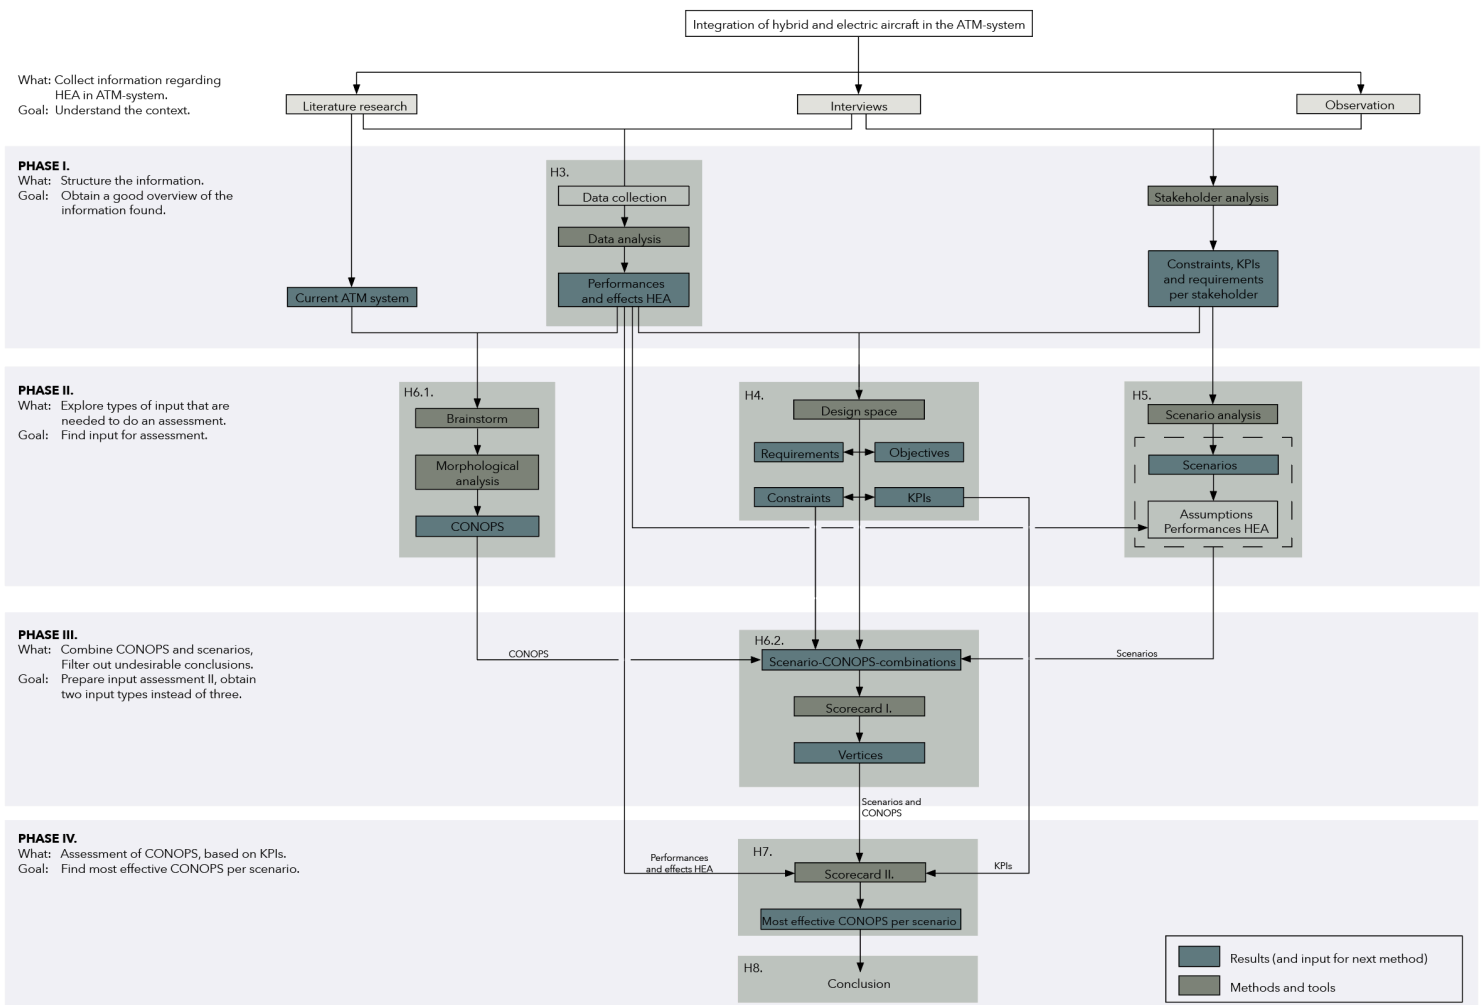 Integration of hybrid and electric aircraft in the ATM-system
What: Collect information regarding
HEA in ATM-system.
Goal: Understand the context.
Literature research
Interviews
Observation
PHASE I.
What: Structure the information.
Goal: Obtain a good overview of the
information found.
H3.
Data collection
Data analysis
Performances
and effects HEA
Stakeholder analysis
Constraints, KPIs
and requirements
per stakeholder
Current ATM system
PHASE II.
What: Explore types of input that are
needed to do an assessment.
Goal: Find input for assessment.
H6.1.
Brainstorm
Morphological
analysis
CONOPS
H4.
Design space
Requirements
Objectives
Constraints
KPIs
H5.
Scenario analysis
Scenarios
Assumptions
Performances HEA
PHASE III.
What: Combine CONOPS and scenarios,
Filter out undesirable conclusions.
Goal: Prepare input assessment II, obtain
two input types instead of three.
CONOPS
H6.2.
Scenario-CONOPS-combinations
Scenarios
Scorecard I.
Vertices
Scenarios and
CONOPS
PHASE IV.
What: Assessment of CONOPS, based on KPIs.
Goal: Find most effective CONOPS per scenario.
Performances
and effects HEA
H7.
Scorecard II.
KPIs
Most effective CONOPS per scenario
H8.
Conclusion
Results (and input for next method)
Methods and tools